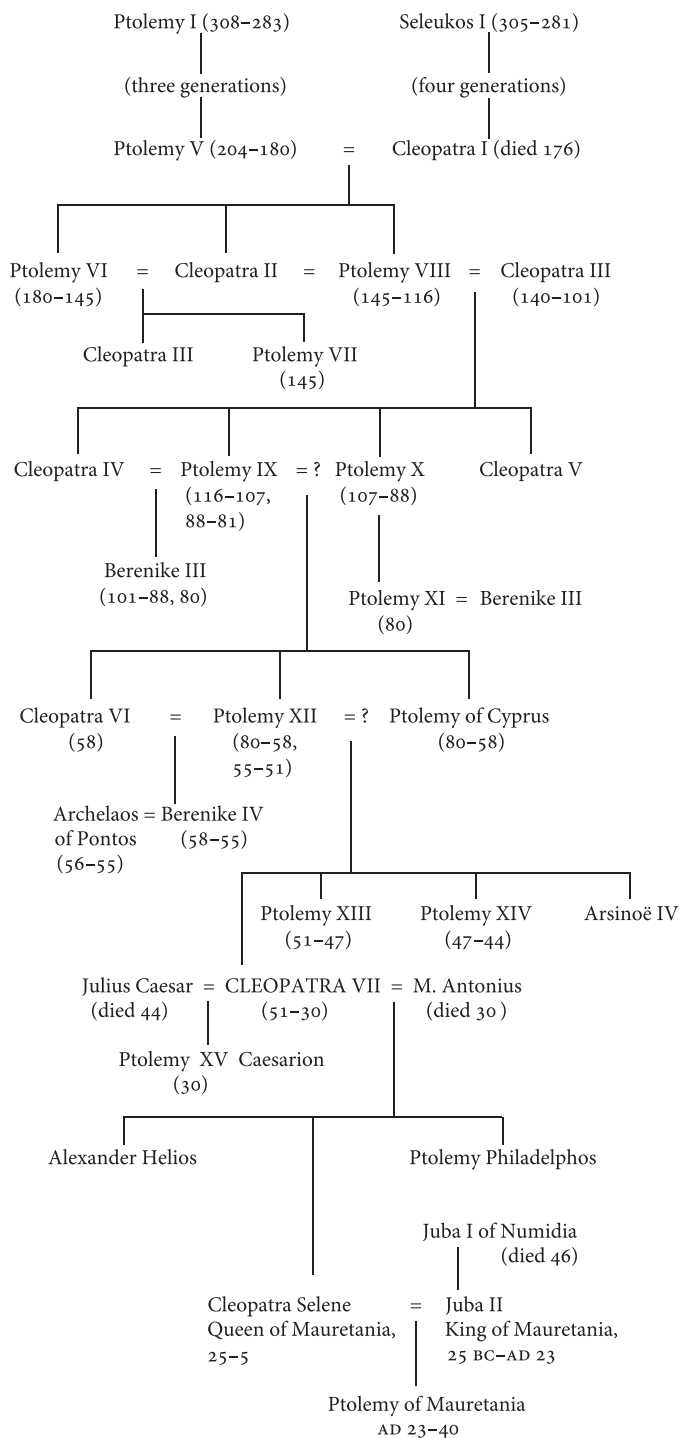 Ptolemy I (308–283) Seleukos I (305–281)
(three generations) (four generations)
Ptolemy V (204–180) = Cleopatra I (died 176)
Ptolemy VI = Cleopatra II = Ptolemy VIII = Cleopatra III
(180–145) (145–116) (140–101)
Cleopatra III Ptolemy VII
(145)
Cleopatra IV = Ptolemy IX = ? Ptolemy X Cleopatra V
(116–107, (107–88)
88–81)
Berenike III
(101–88, 80) Ptolemy XI = Berenike III
(80)
Cleopatra VI = Ptolemy XII = ? Ptolemy of Cyprus
(58) (80–58, (80–58)
55–51)
Archelaos = Berenike IV
of Pontos (58–55)
(56–55)
Ptolemy XIII Ptolemy XIV Arsinoë IV
(51–47) (47–44)
Julius Caesar = CLEOPATRA VII = M. Antonius
(died 44) (51–30) (died 30 )
Ptolemy XV Caesarion
(30)
Alexander Helios Ptolemy Philadelphos
Juba I of Numidia
(died 46)
Cleopatra Selene = Juba II
Queen of Mauretania, King of Mauretania,
25–5 25 BC–AD 23
Ptolemy of Mauretania
AD 23–40